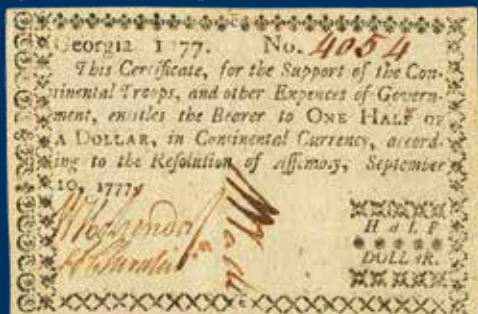 Georgia 1777. No. 4054
This Certificate, for the Support of the Con-
tinental Troops, and other Expences of Govern-
ment, entitles the Bearer to ONE HALF OF
A DOLLAR, in Continental Currency, accord-
ing to the Resolution of Assembly, September
10, 1777.
HALF
DOLLAR.